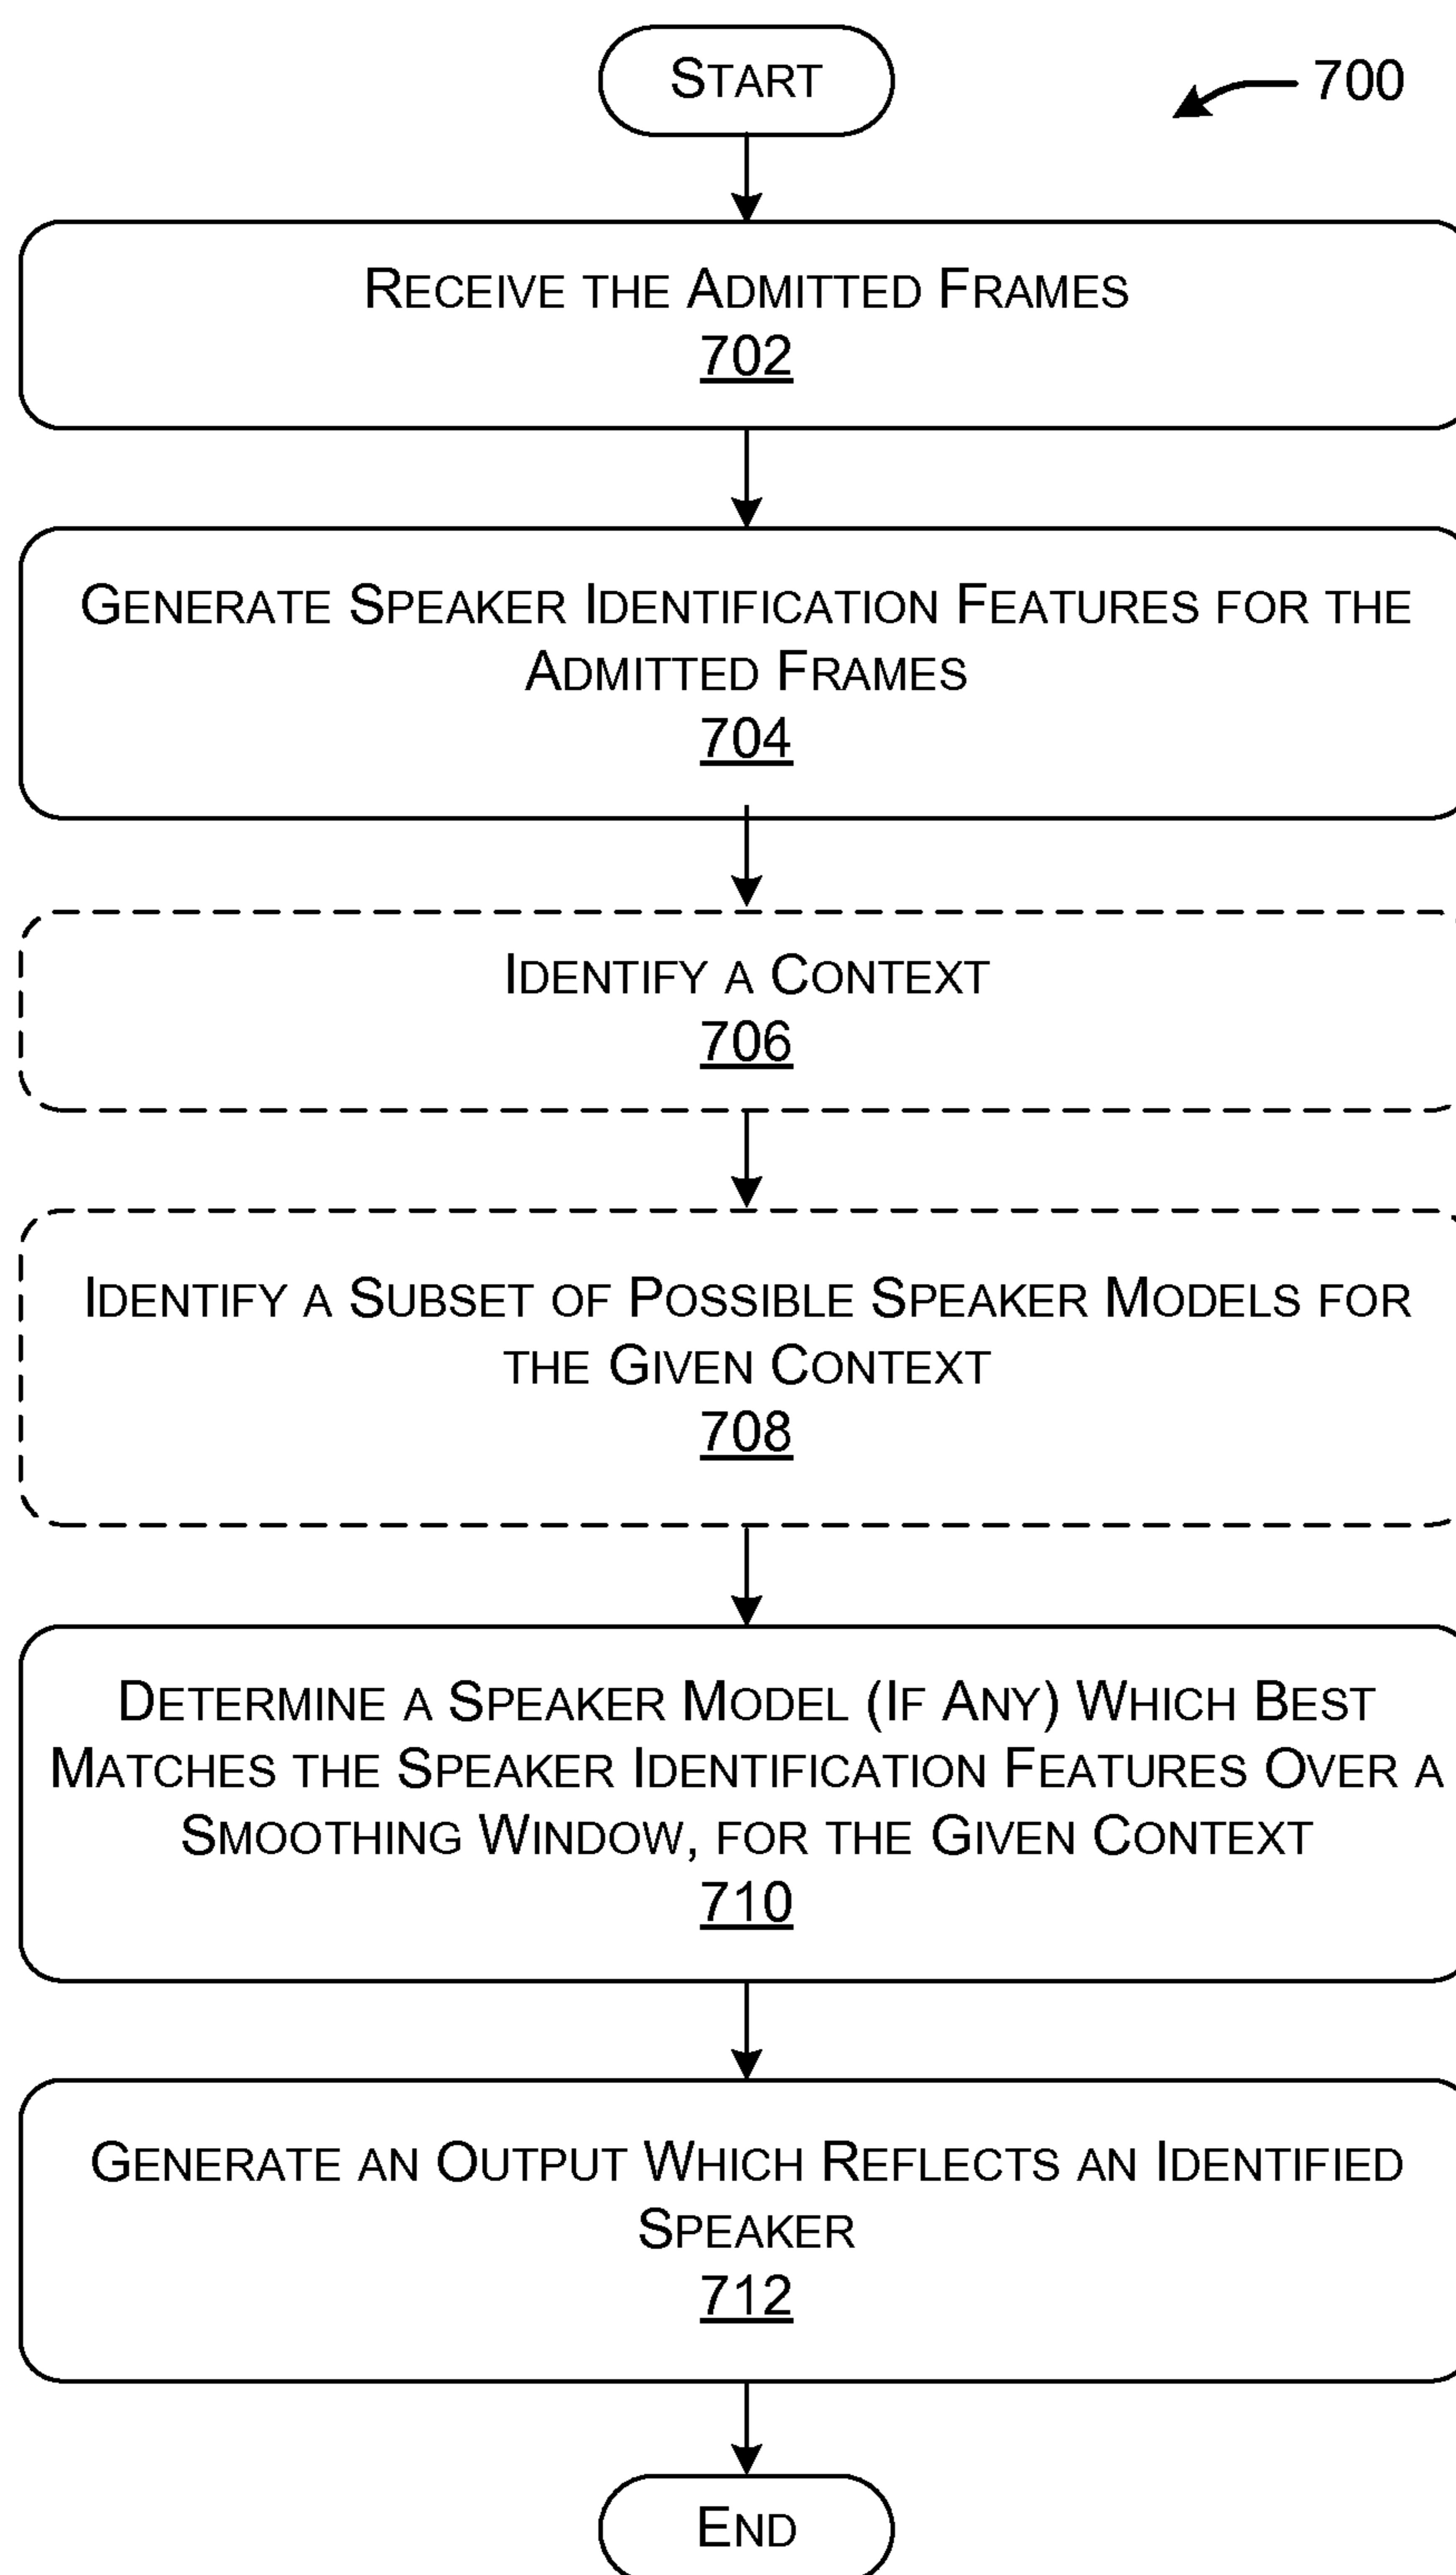 START
700
RECEIVE THE ADMITTED FRAMES
702
GENERATE SPEAKER IDENTIFICATION FEATURES FOR THE
ADMITTED FRAMES
704
IDENTIFY A CONTEXT
706
IDENTIFY A SUBSET OF POSSIBLE SPEAKER MODELS FOR
THE GIVEN CONTEXT
708
DETERMINE A SPEAKER MODEL (IF ANY) WHICH BEST
MATCHES THE SPEAKER IDENTIFICATION FEATURES OVER A
SMOOTHING WINDOW, FOR THE GIVEN CONTEXT
710
GENERATE AN OUTPUT WHICH REFLECTS AN IDENTIFIED
SPEAKER
712
END